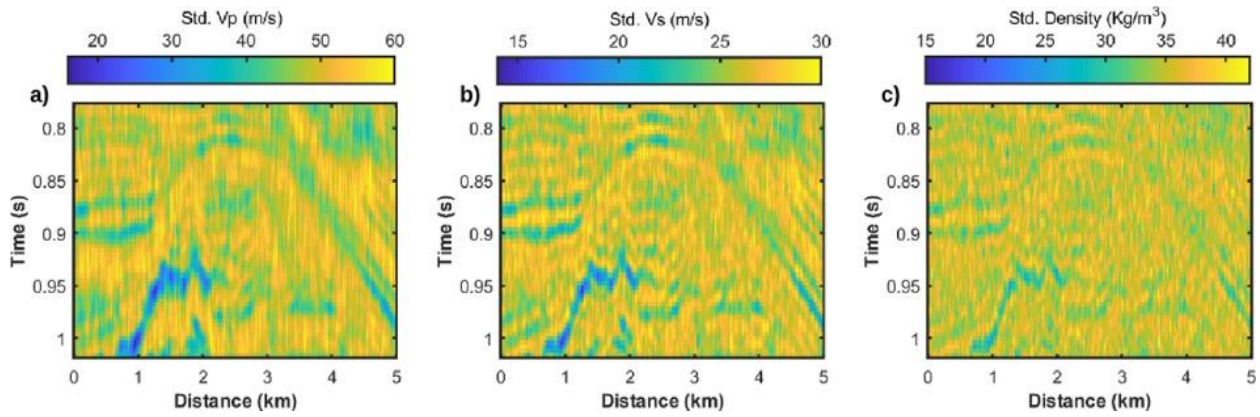 Std. Vp (m/s)
20 30 40 50 60
a)
0.8
0.85
0.9
0.95
1
Time (s)
0 1 2 3 4 5
Distance (km)
Std. Vs (m/s)
15 20 25 30
b)
0.8
0.85
0.9
0.95
1
Time (s)
0 1 2 3 4 5
Distance (km)
Std. Density (Kg/m³)
15 20 25 30 35 40
c)
0.8
0.85
0.9
0.95
1
Time (s)
0 1 2 3 4 5
Distance (km)